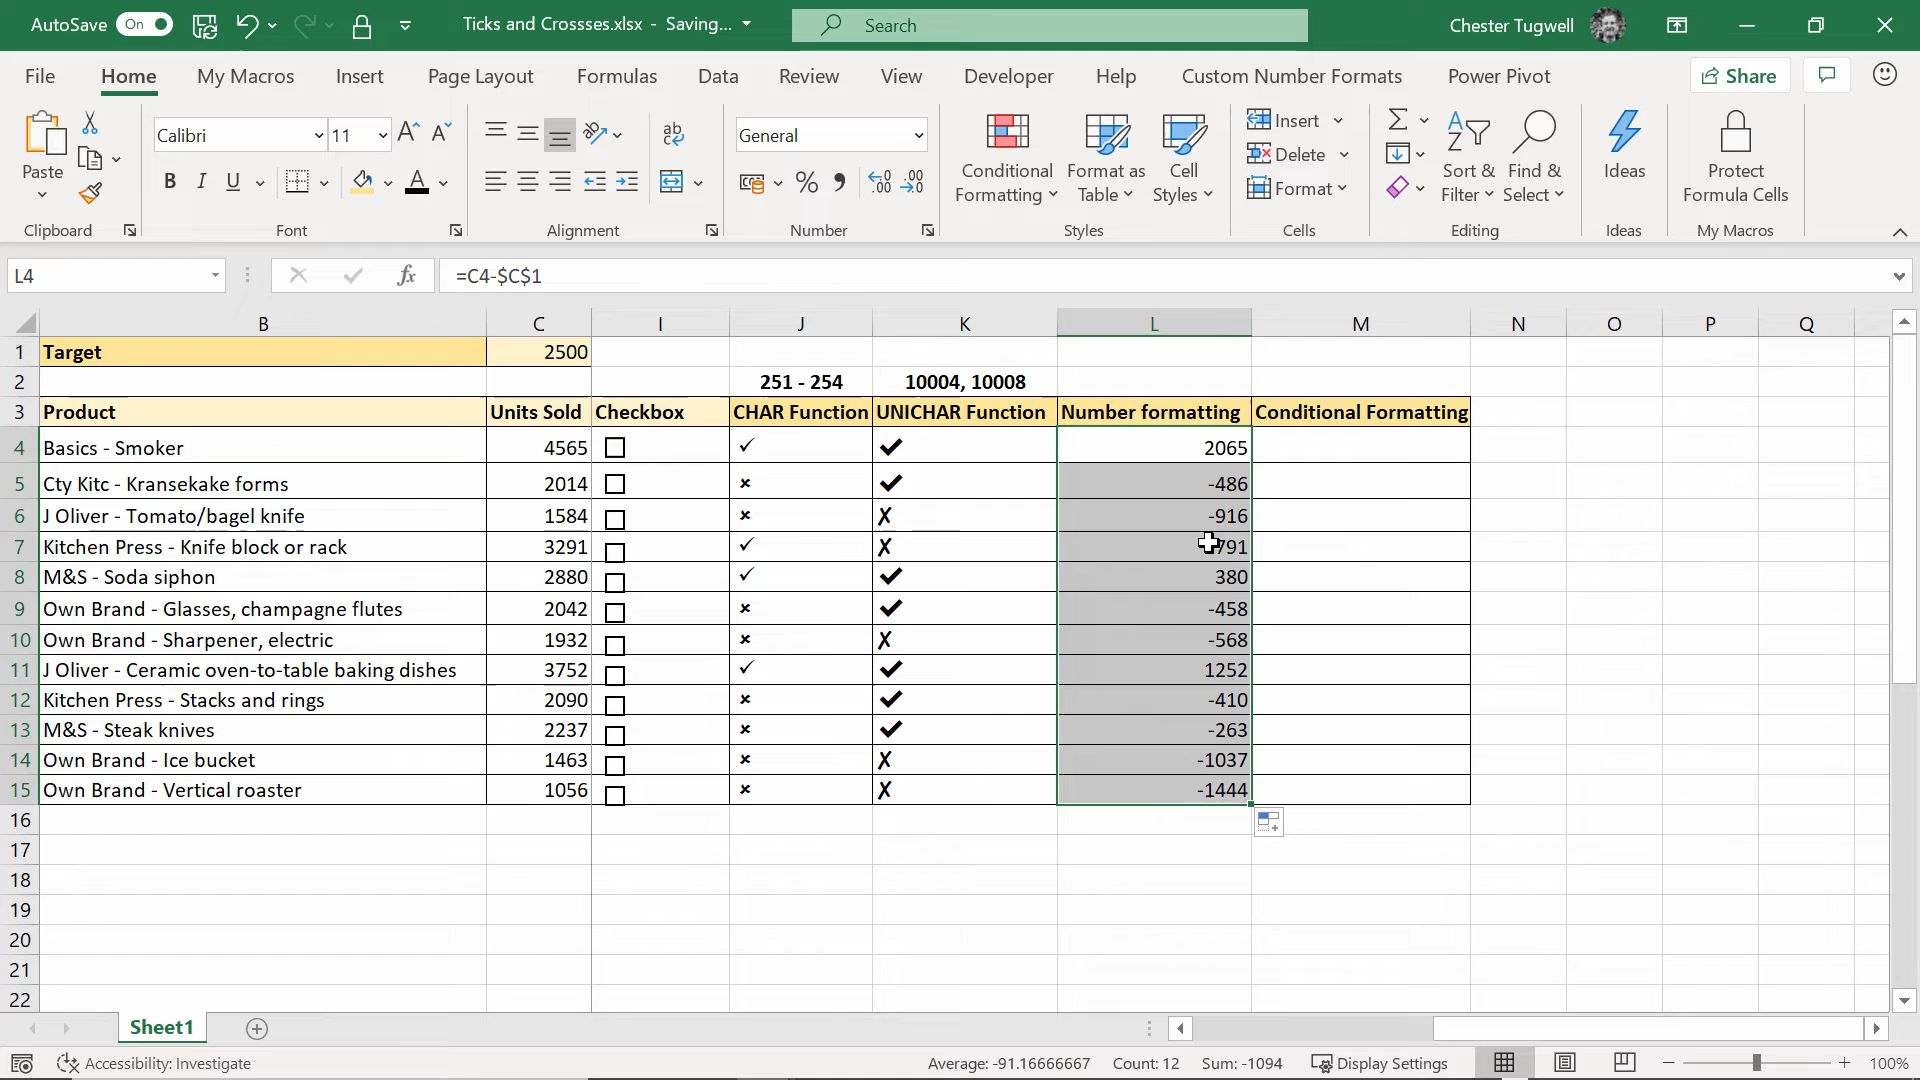 AutoSave On Ticks and Crossses.xlsx - Saving... Search Chester Tugwell
File Home My Macros Insert Page Layout Formulas Data Review View Developer Help Custom Number Formats Power Pivot Share
Calibri 11 General Insert
Paste Conditional Formatting Format as Table Cell Styles Delete Sort & Filter Find & Select Ideas Protect Formula Cells
B I U A % Format
Clipboard Font Alignment Number Styles Cells Editing Ideas My Macros
L4 fx =C4-$C$1
B C I J K L M N O P Q
1 Target 2500
2 251 - 254 10004, 10008
3 Product Units Sold Checkbox CHAR Function UNICHAR Function Number formatting Conditional Formatting
4 Basics - Smoker 4565 ✓ ✔ 2065
5 Cty Kitc - Kransekake forms 2014 × ✔ -486
6 J Oliver - Tomato/bagel knife 1584 × ✗ -916
7 Kitchen Press - Knife block or rack 3291 ✓ ✗ 791
8 M&S - Soda siphon 2880 ✓ ✔ 380
9 Own Brand - Glasses, champagne flutes 2042 × ✔ -458
10 Own Brand - Sharpener, electric 1932 × ✗ -568
11 J Oliver - Ceramic oven-to-table baking dishes 3752 ✓ ✔ 1252
12 Kitchen Press - Stacks and rings 2090 × ✔ -410
13 M&S - Steak knives 2237 × ✔ -263
14 Own Brand - Ice bucket 1463 × ✗ -1037
15 Own Brand - Vertical roaster 1056 × ✗ -1444
16
17
18
19
20
21
22
Sheet1
Accessibility: Investigate Average: -91.16666667 Count: 12 Sum: -1094 Display Settings 100%